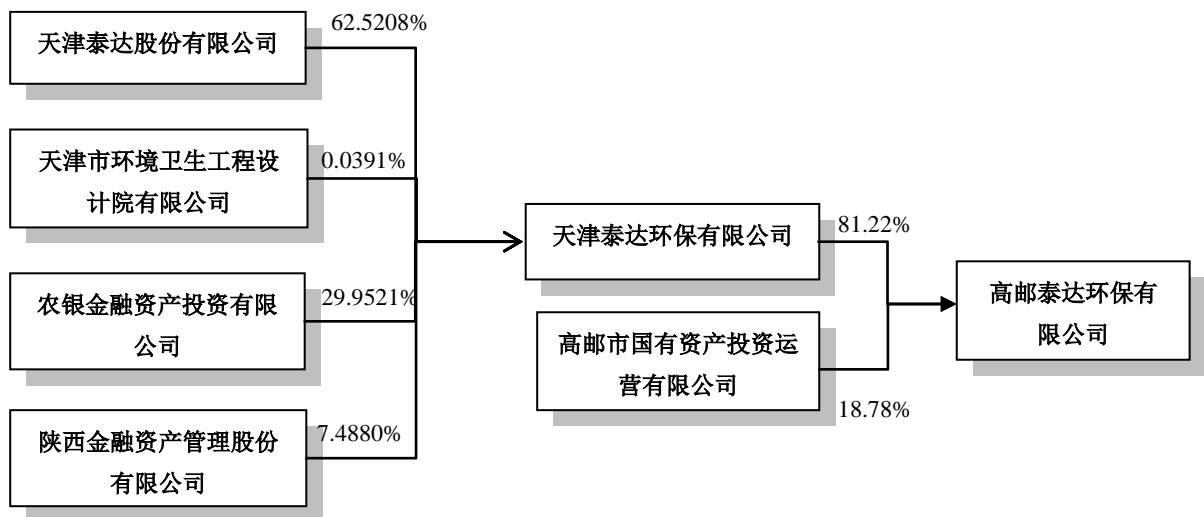 天津泰达股份有限公司
62.5208%
天津市环境卫生工程设
计院有限公司
0.0391%
农银金融资产投资有限
公司
29.9521%
陕西金融资产管理股份
有限公司
7.4880%
天津泰达环保有限公司
81.22%
高邮市国有资产投资运
营有限公司
18.78%
高邮泰达环保有
限公司